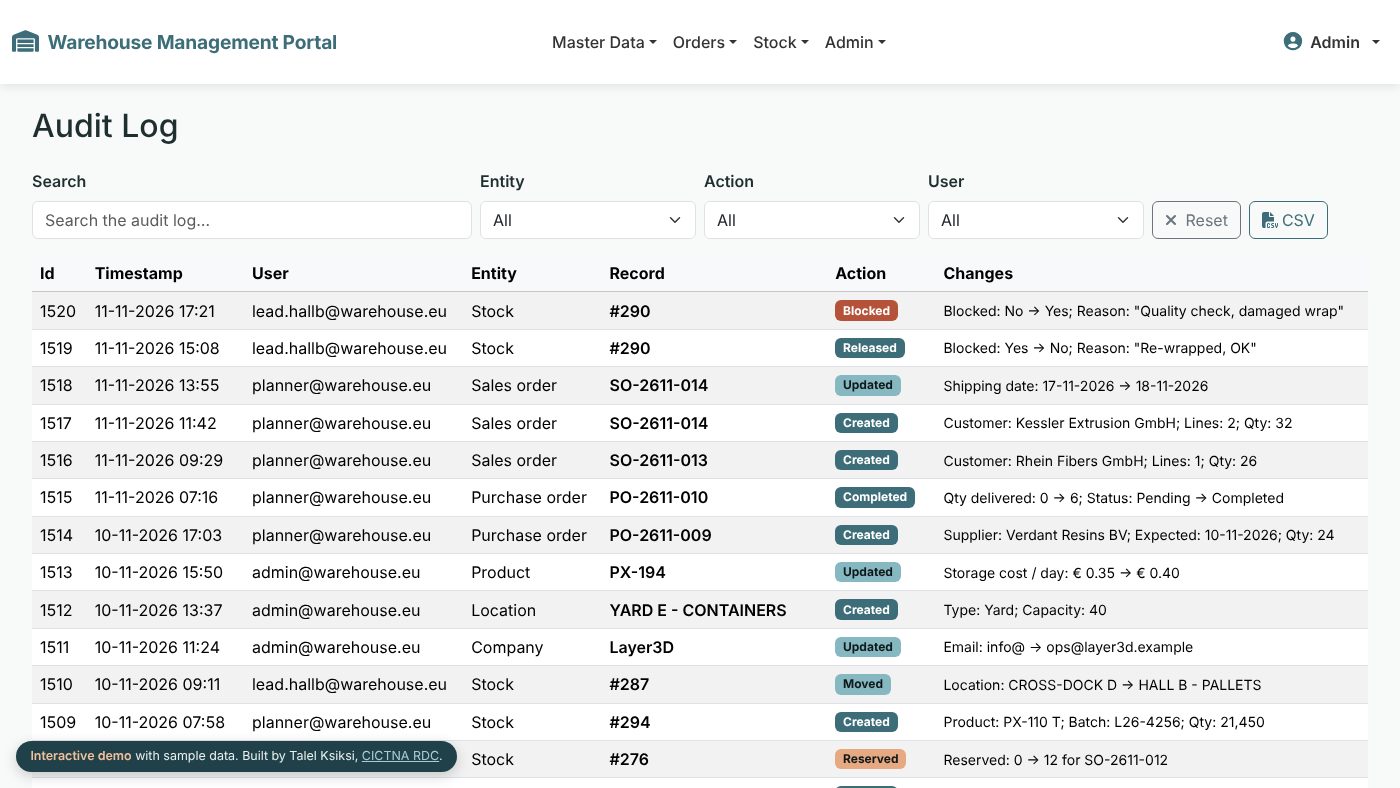 Warehouse Management Portal
Master Data Orders Stock Admin
Admin
Audit Log
Search Entity Action User
Search the audit log... All All All Reset CSV
Id Timestamp User Entity Record Action Changes
1520 11-11-2026 17:21 lead.hallb@warehouse.eu Stock #290 Blocked Blocked: No → Yes; Reason: "Quality check, damaged wrap"
1519 11-11-2026 15:08 lead.hallb@warehouse.eu Stock #290 Released Blocked: Yes → No; Reason: "Re-wrapped, OK"
1518 11-11-2026 13:55 planner@warehouse.eu Sales order SO-2611-014 Updated Shipping date: 17-11-2026 → 18-11-2026
1517 11-11-2026 11:42 planner@warehouse.eu Sales order SO-2611-014 Created Customer: Kessler Extrusion GmbH; Lines: 2; Qty: 32
1516 11-11-2026 09:29 planner@warehouse.eu Sales order SO-2611-013 Created Customer: Rhein Fibers GmbH; Lines: 1; Qty: 26
1515 11-11-2026 07:16 planner@warehouse.eu Purchase order PO-2611-010 Completed Qty delivered: 0 → 6; Status: Pending → Completed
1514 10-11-2026 17:03 planner@warehouse.eu Purchase order PO-2611-009 Created Supplier: Verdant Resins BV; Expected: 10-11-2026; Qty: 24
1513 10-11-2026 15:50 admin@warehouse.eu Product PX-194 Updated Storage cost / day: € 0.35 → € 0.40
1512 10-11-2026 13:37 admin@warehouse.eu Location YARD E - CONTAINERS Created Type: Yard; Capacity: 40
1511 10-11-2026 11:24 admin@warehouse.eu Company Layer3D Updated Email: info@ → ops@layer3d.example
1510 10-11-2026 09:11 lead.hallb@warehouse.eu Stock #287 Moved Location: CROSS-DOCK D → HALL B - PALLETS
1509 10-11-2026 07:58 planner@warehouse.eu Stock #294 Created Product: PX-110 T; Batch: L26-4256; Qty: 21,450
Stock #276 Reserved Reserved: 0 → 12 for SO-2611-012
Interactive demo with sample data. Built by Talel Ksiksi, CICTNA RDC.